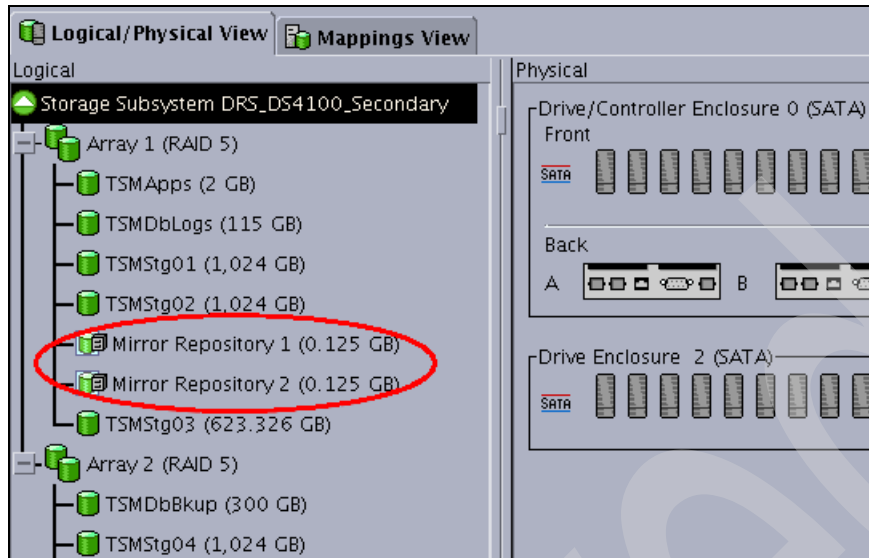 Logical/Physical View
Mappings View
Logical
Storage Subsystem DRS_DS4100_Secondary
Array 1 (RAID 5)
TSMApps (2 GB)
TSMDbLogs (115 GB)
TSMStg01 (1,024 GB)
TSMStg02 (1,024 GB)
Mirror Repository 1 (0.125 GB)
Mirror Repository 2 (0.125 GB)
TSMStg03 (623.326 GB)
Array 2 (RAID 5)
TSMDbBkup (300 GB)
TSMStg04 (1,024 GB)
Physical
Drive/Controller Enclosure 0 (SATA)
Front
SATA
Back
A
B
Drive Enclosure 2 (SATA)
SATA